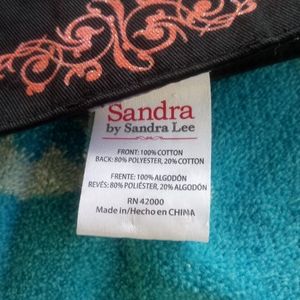 Sandra
by Sandra Lee
FRONT: 100% COTTON
BACK: 80% POLYESTER, 20% COTTON
FRENTE: 100% ALGODÓN
REVÉS: 80% POLIÉSTER, 20% ALGODÓN
RN 42000
Made in/Hecho en CHINA